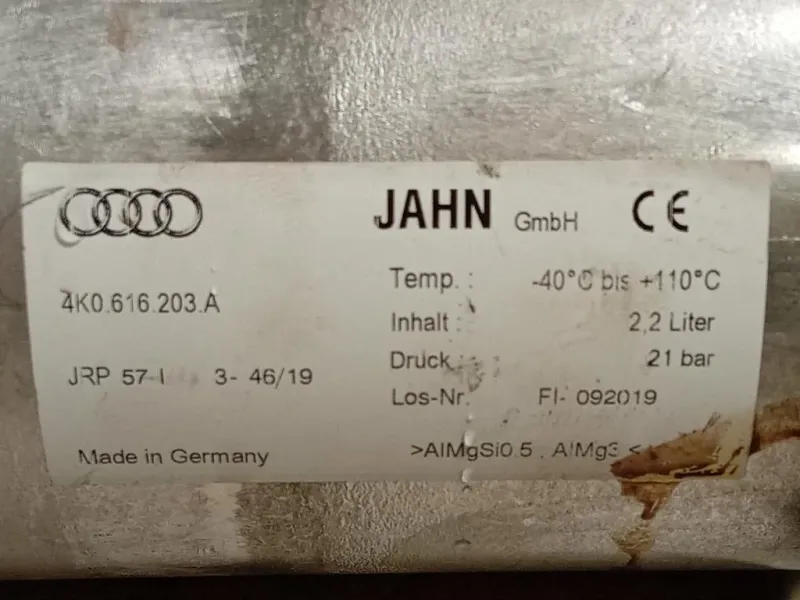 JAHN GmbH CE
4K0.616.203.A
Temp. : -40°C bis +110°C
Inhalt : 2,2 Liter
Druck : 21 bar
JRP 57-I 3- 46/19
Los-Nr. FI- 092019
Made in Germany
>AlMgSi0.5 , AlMg3 <